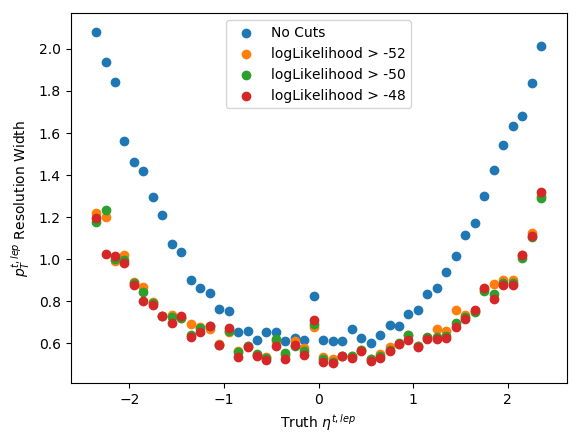 No Cuts
logLikelihood > -52
logLikelihood > -50
logLikelihood > -48
2.0
1.8
1.6
1.4
1.2
1.0
0.8
0.6
p_T^{t,lep} Resolution Width
−2 −1 0 1 2
Truth η^{t,lep}